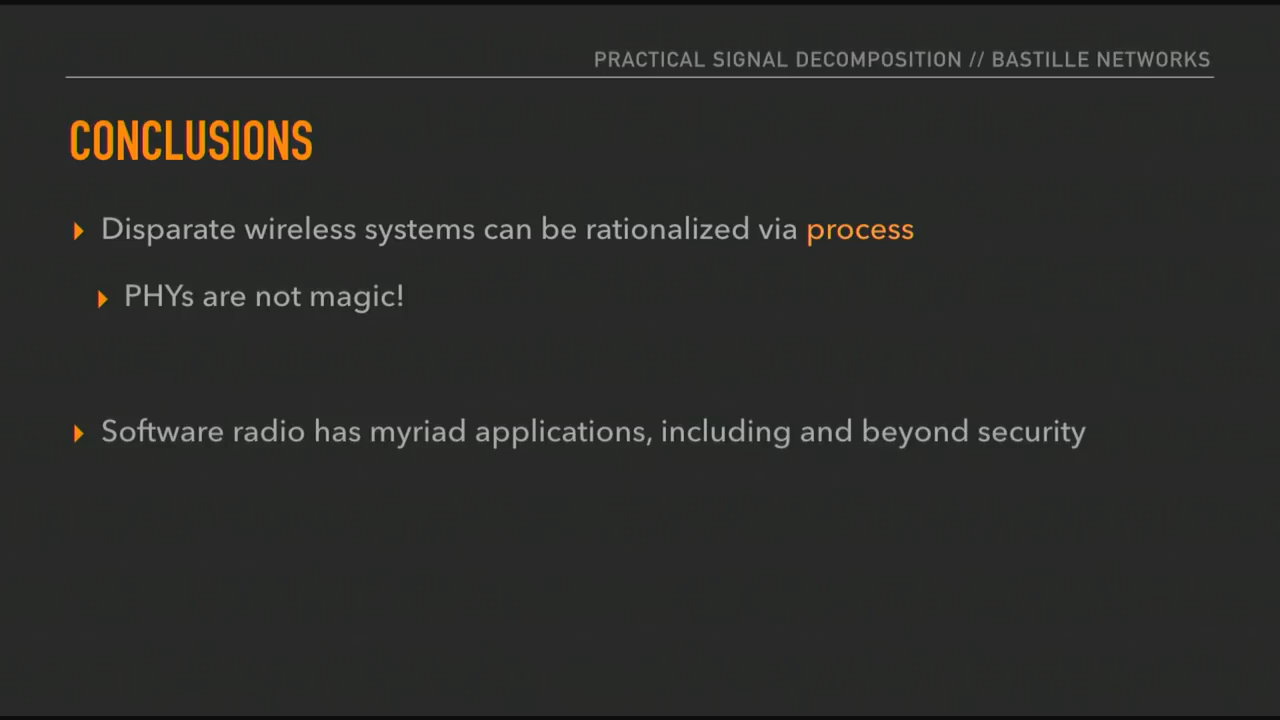 PRACTICAL SIGNAL DECOMPOSITION // BASTILLE NETWORKS
CONCLUSIONS
Disparate wireless systems can be rationalized via process
PHYs are not magic!
Software radio has myriad applications, including and beyond security